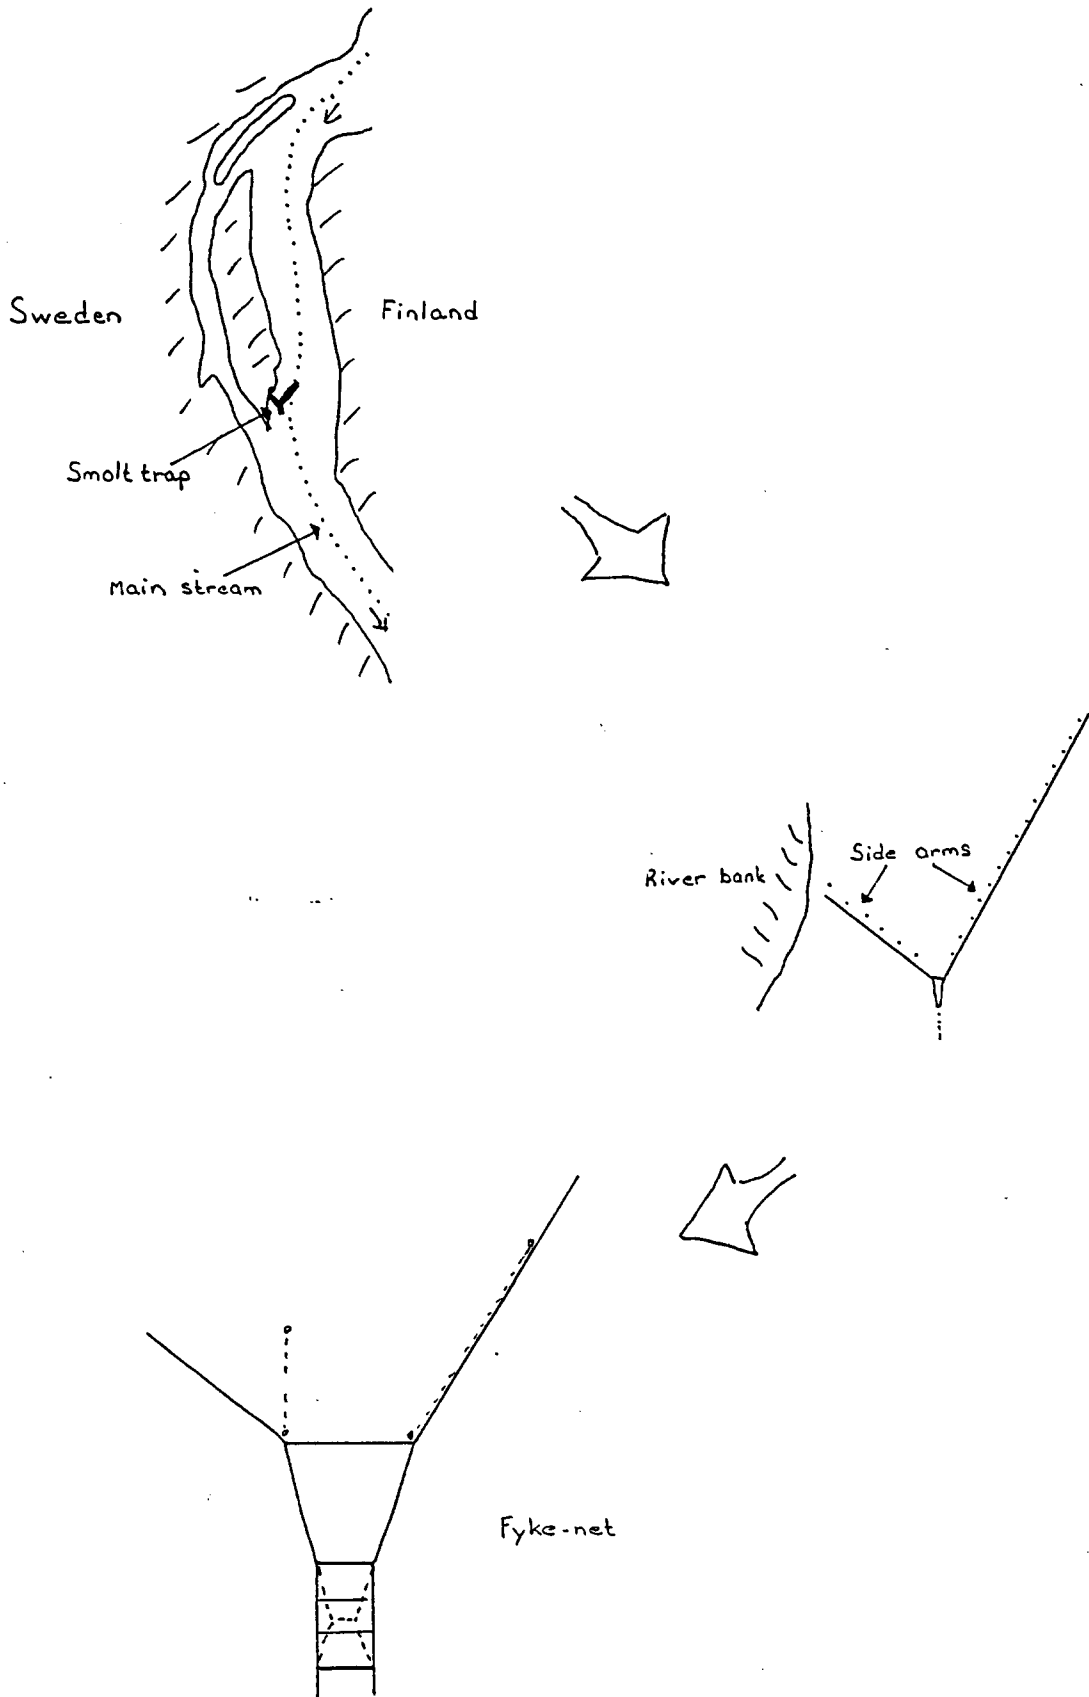 Sweden
Finland
Smolt trap
Main stream
Side arms
River bank
Fyke-net